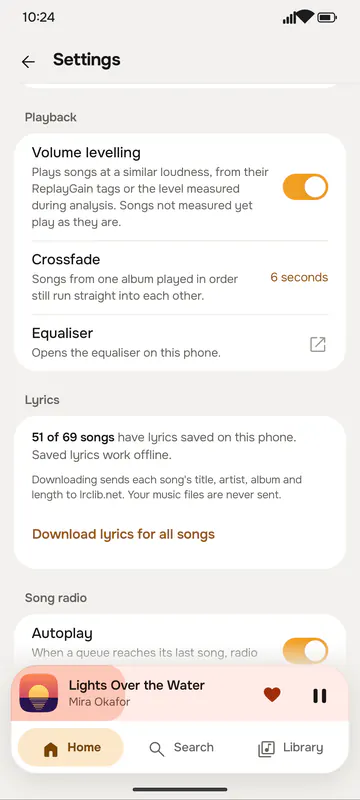 10:24
Settings
Playback
Volume levelling
Plays songs at a similar loudness, from their
ReplayGain tags or the level measured
during analysis. Songs not measured yet
play as they are.
Crossfade
Songs from one album played in order
still run straight into each other.
6 seconds
Equaliser
Opens the equaliser on this phone.
Lyrics
51 of 69 songs have lyrics saved on this phone.
Saved lyrics work offline.
Downloading sends each song's title, artist, album and
length to lrclib.net. Your music files are never sent.
Download lyrics for all songs
Song radio
Autoplay
When a queue reaches its last song, radio
Lights Over the Water
Mira Okafor
Home
Search
Library